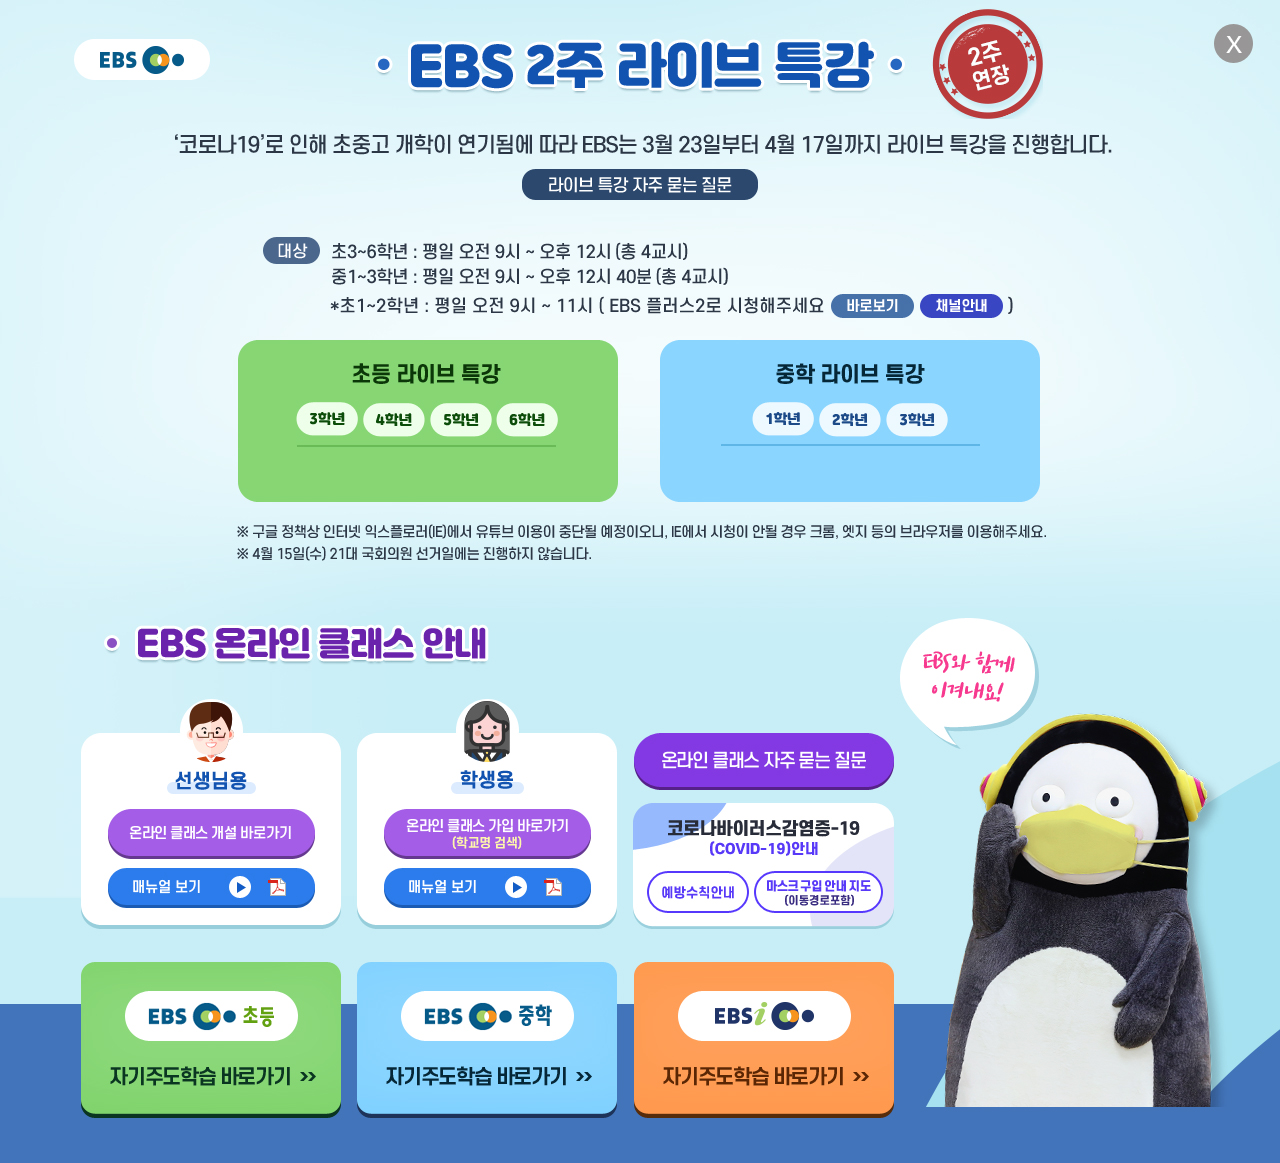 EBS
EBS 2주 라이브 특강
2주
연장
X
‘코로나19’로 인해 초중고 개학이 연기됨에 따라 EBS는 3월 23일부터 4월 17일까지 라이브 특강을 진행합니다.
라이브 특강 자주 묻는 질문
대상 초3~6학년 : 평일 오전 9시 ~ 오후 12시 (총 4교시)
중1~3학년 : 평일 오전 9시 ~ 오후 12시 40분 (총 4교시)
*초1~2학년 : 평일 오전 9시 ~ 11시 ( EBS 플러스2로 시청해주세요 바로보기 채널안내 )
초등 라이브 특강
3학년 4학년 5학년 6학년
중학 라이브 특강
1학년 2학년 3학년
※ 구글 정책상 인터넷 익스플로러(IE)에서 유튜브 이용이 중단될 예정이오니, IE에서 시청이 안될 경우 크롬, 엣지 등의 브라우저를 이용해주세요.
※ 4월 15일(수) 21대 국회의원 선거일에는 진행하지 않습니다.
EBS 온라인 클래스 안내
EBS와 함께
이겨내요!
선생님용
온라인 클래스 개설 바로가기
매뉴얼 보기
학생용
온라인 클래스 가입 바로가기
(학교명 검색)
매뉴얼 보기
온라인 클래스 자주 묻는 질문
코로나바이러스감염증-19
(COVID-19)안내
예방수칙안내
마스크 구입 안내 지도
(이동경로포함)
EBS 초등
자기주도학습 바로가기 >>
EBS 중학
자기주도학습 바로가기 >>
EBSi
자기주도학습 바로가기 >>